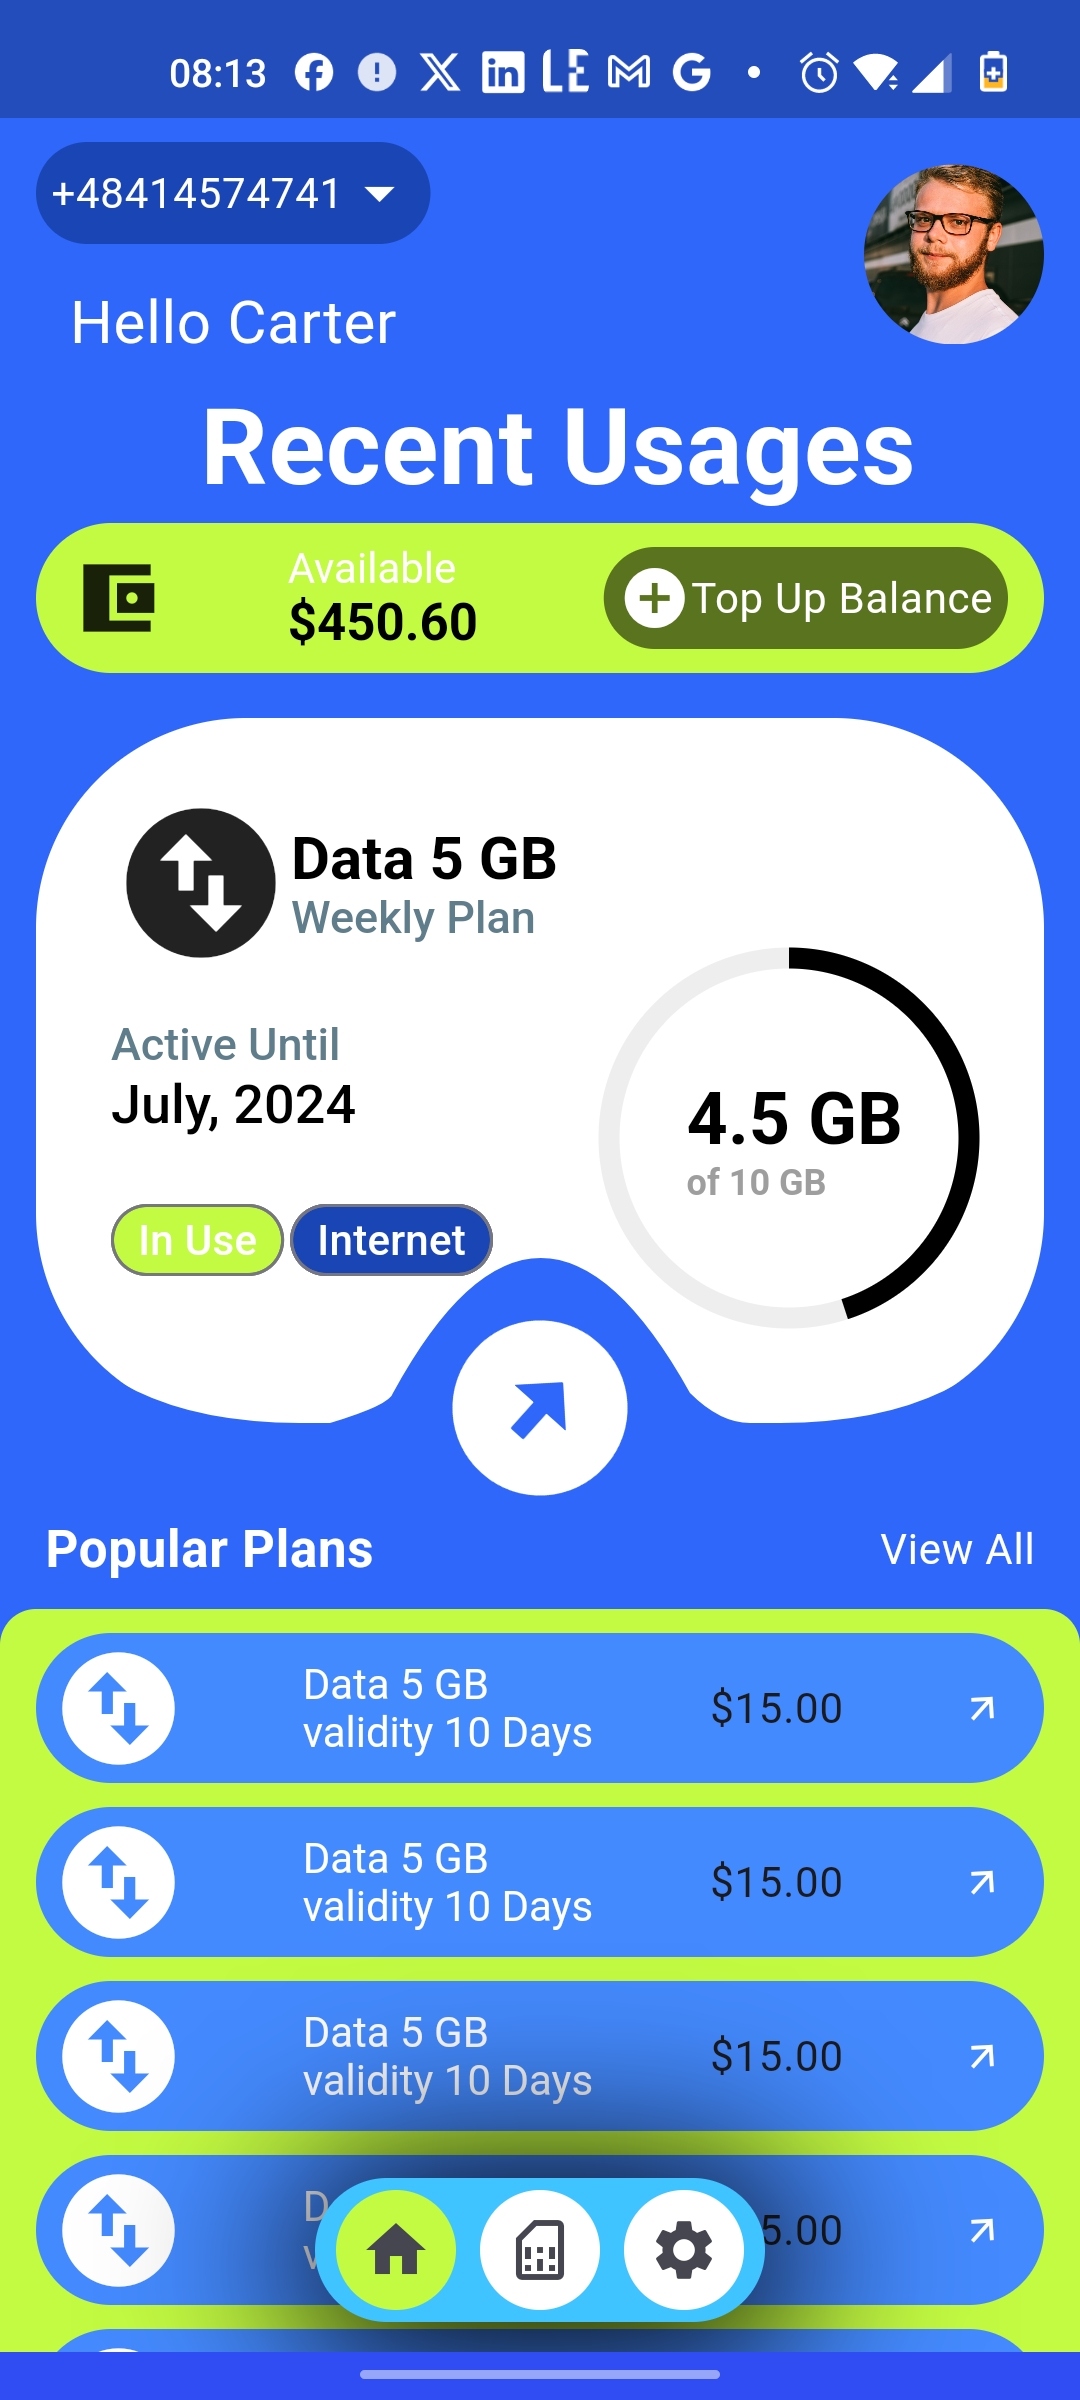 08:13
+48414574741
Hello Carter
Recent Usages
Available
$450.60
Top Up Balance
Data 5 GB
Weekly Plan
Active Until
July, 2024
4.5 GB
of 10 GB
In Use
Internet
Popular Plans
View All
Data 5 GB
validity 10 Days
$15.00
Data 5 GB
validity 10 Days
$15.00
Data 5 GB
validity 10 Days
$15.00
D
v
5.00